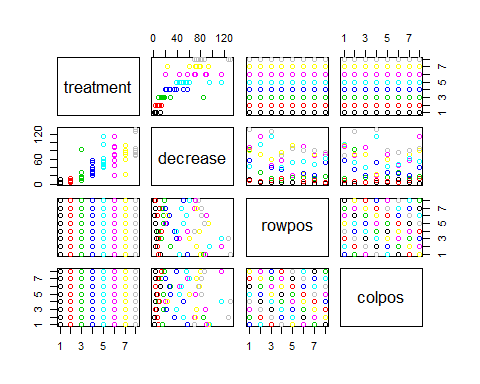 0 40 80 120 1 3 5 7
treatment
1 3 5 7
0 60 120
decrease
rowpos
1 3 5 7
1 3 5 7
colpos
1 3 5 7 1 3 5 7